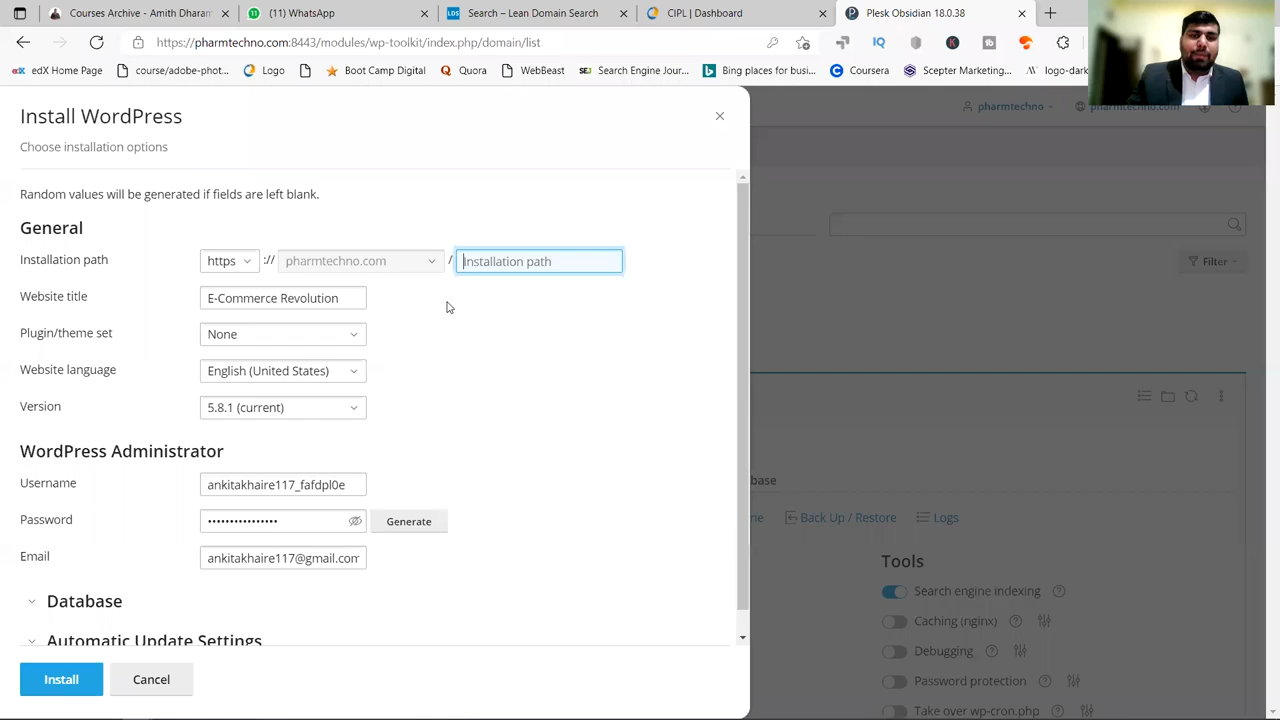 Courses Archive - Amith Dharam
(11) WhatsApp
LDS
Search – Lean Domain Search
CIPL | Dashboard
Plesk Obsidian 18.0.38
https://pharmtechno.com:8443/modules/wp-toolkit/index.php/domain/list
IQ
edX Home Page
course/adobe-phot...
Logo
Boot Camp Digital
Quora
WebBeast
SEJ
Search Engine Jour...
Bing places for busi...
Coursera
Scepter Marketing...
logo-dark
Install WordPress
Choose installation options
pharmtechno
pharmtechno.com
Random values will be generated if fields are left blank.
General
Installation path
https
://
pharmtechno.com
/
Installation path
Filter
Website title
E-Commerce Revolution
Plugin/theme set
None
Website language
English (United States)
Version
5.8.1 (current)
WordPress Administrator
Username
ankitakhaire117_fafdpl0e
Password
••••••••••••••••
Generate
Email
ankitakhaire117@gmail.com
Database
Automatic Update Settings
Install
Cancel
Back Up / Restore
Logs
Tools
Search engine indexing
Caching (nginx)
Debugging
Password protection
Take over wp-cron.php